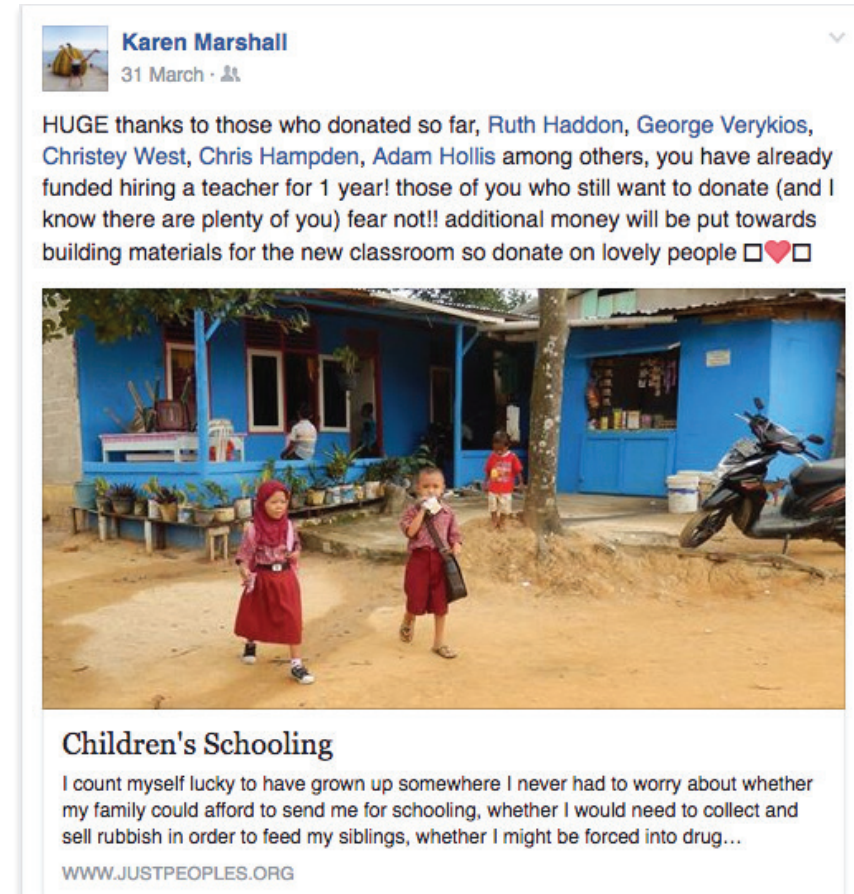 Karen Marshall
31 March ·
HUGE thanks to those who donated so far, Ruth Haddon, George Verykios,
Christey West, Chris Hampden, Adam Hollis among others, you have already
funded hiring a teacher for 1 year! those of you who still want to donate (and I
know there are plenty of you) fear not!! additional money will be put towards
building materials for the new classroom so donate on lovely people □❤□
Children's Schooling
I count myself lucky to have grown up somewhere I never had to worry about whether
my family could afford to send me for schooling, whether I would need to collect and
sell rubbish in order to feed my siblings, whether I might be forced into drug...
WWW.JUSTPEOPLES.ORG